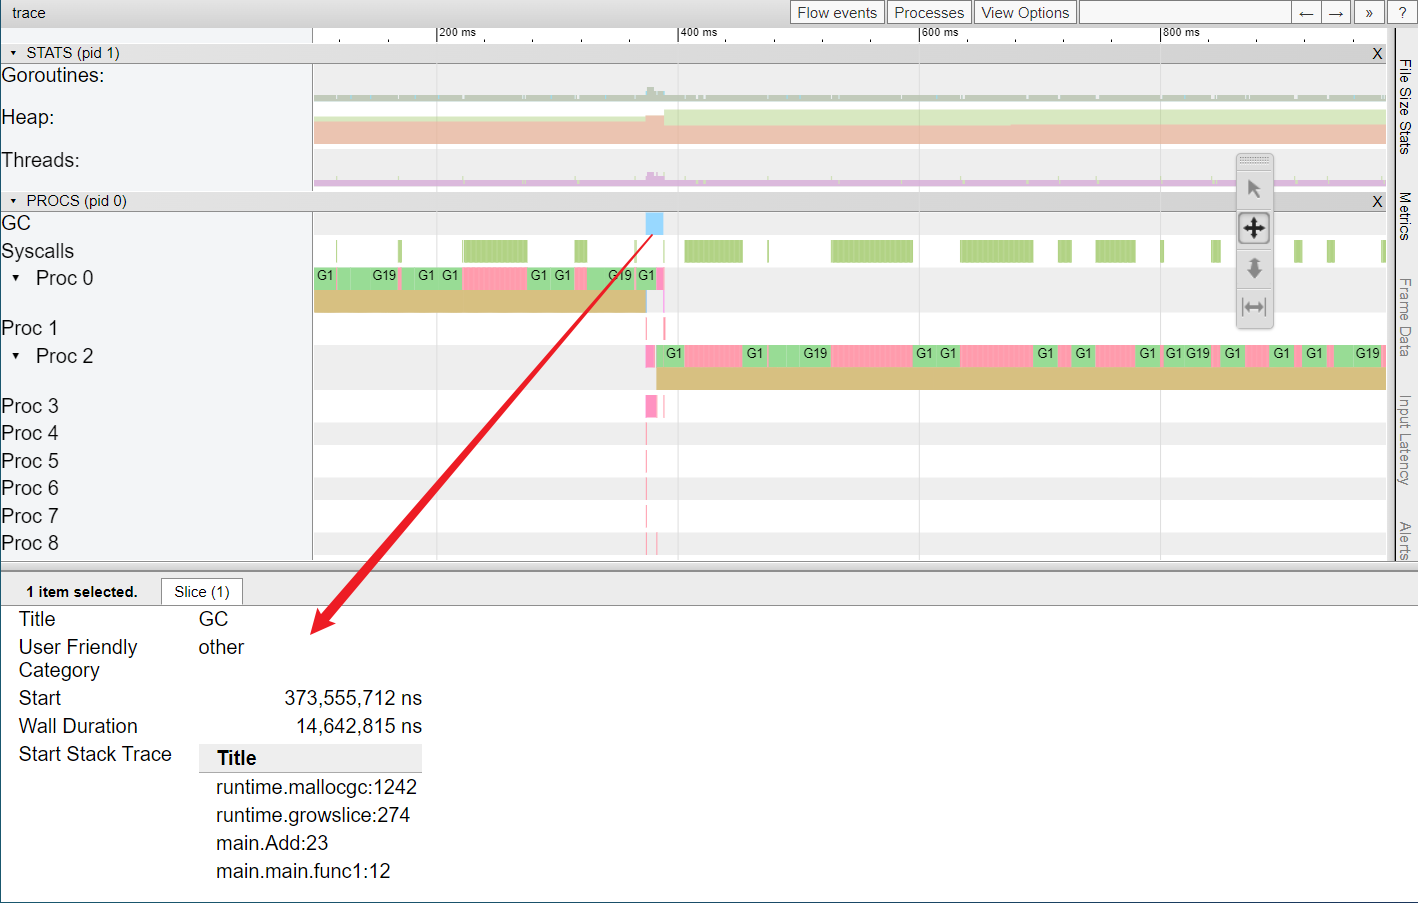 trace Flow events Processes View Options ← → » ?
200 ms 400 ms 600 ms 800 ms
▾ STATS (pid 1) X
Goroutines:
Heap:
Threads:
▾ PROCS (pid 0) X
GC
Syscalls
▾ Proc 0 G1 G19 G1 G1 G1 G1 G19 G1
Proc 1
▾ Proc 2 G1 G1 G19 G1 G1 G1 G1 G1 G1 G19 G1 G1 G1 G19
Proc 3
Proc 4
Proc 5
Proc 6
Proc 7
Proc 8
File Size Stats
Metrics
Frame Data
Input Latency
Alerts
1 item selected. Slice (1)
Title GC
User Friendly other
Category
Start 373,555,712 ns
Wall Duration 14,642,815 ns
Start Stack Trace Title
runtime.mallocgc:1242
runtime.growslice:274
main.Add:23
main.main.func1:12